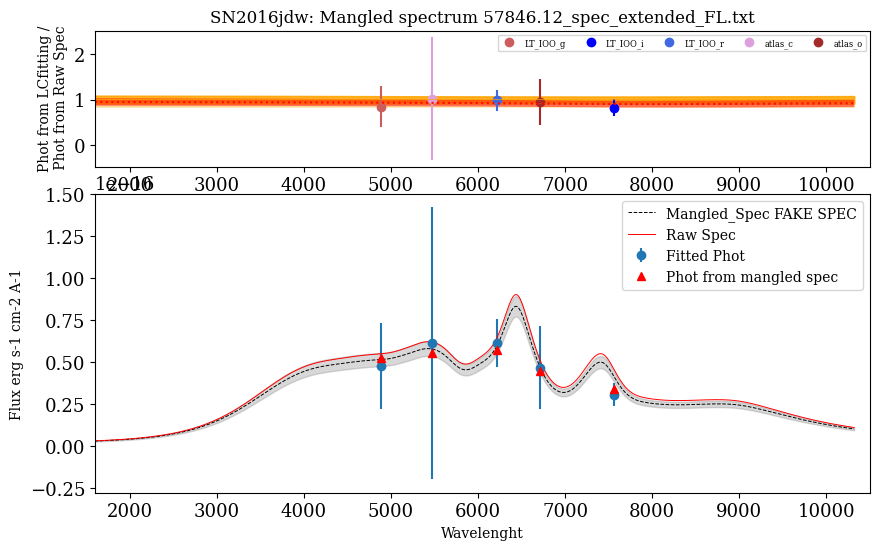 SN2016jdw: Mangled spectrum 57846.12_spec_extended_FL.txt
Phot from LCfitting /
Phot from Raw Spec
2
1
0
LT_IOO_g
LT_IOO_i
LT_IOO_r
atlas_c
atlas_o
2000 3000 4000 5000 6000 7000 8000 9000 10000
1e−16
Flux erg s-1 cm-2 A-1
1.50
1.25
1.00
0.75
0.50
0.25
0.00
−0.25
Mangled_Spec FAKE SPEC
Raw Spec
Fitted Phot
Phot from mangled spec
2000 3000 4000 5000 6000 7000 8000 9000 10000
Wavelenght